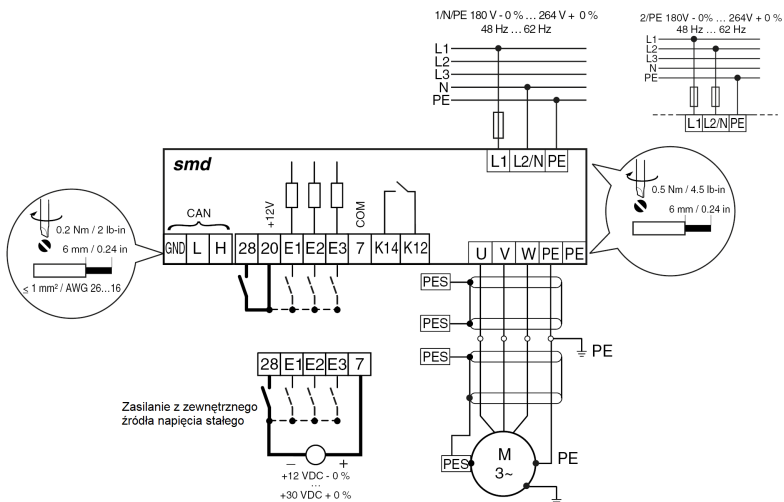 1/N/PE 180 V - 0 % … 264 V + 0 %
48 Hz … 62 Hz
L1
L2
L3
N
PE
2/PE 180V - 0% … 264V + 0 %
48 Hz … 62 Hz
L1
L2
L3
N
PE
L1 L2/N PE
smd
L1 L2/N PE
0.2 Nm / 2 lb-in
6 mm / 0.24 in
≤ 1 mm² / AWG 26…16
0.5 Nm / 4.5 lb-in
6 mm / 0.24 in
CAN
+12V
COM
GND L H 28 20 E1 E2 E3 7 K14 K12
U V W PE PE
PES
PES
PES
PE
28 E1 E2 E3 7
Zasilanie z zewnętrznego
źródła napięcia stałego
– +
+12 VDC - 0 %
…
+30 VDC + 0 %
PES
M
3~
PE